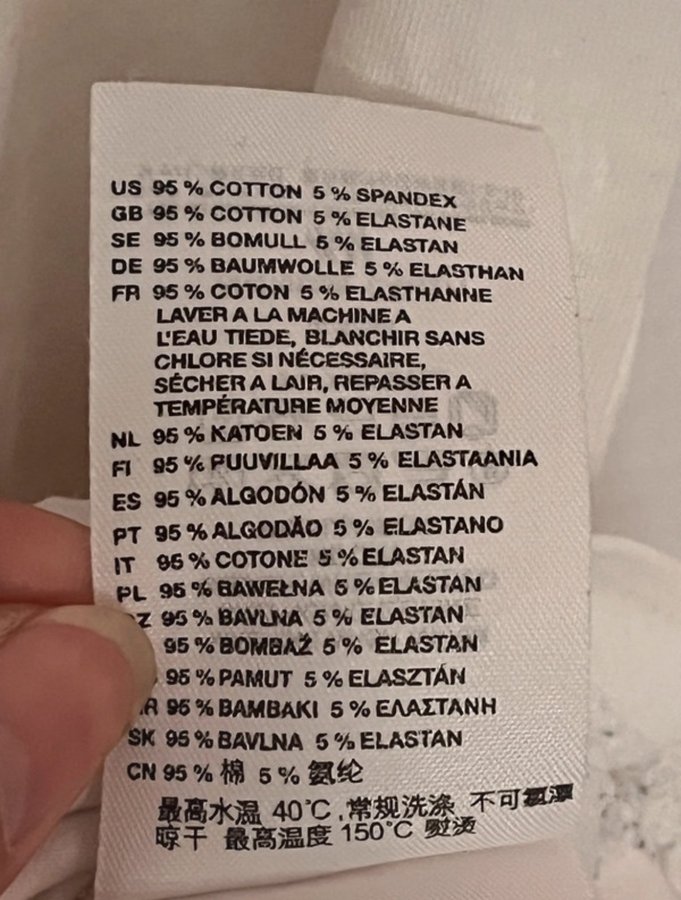 US 95 % COTTON 5 % SPANDEX
GB 95 % COTTON 5 % ELASTANE
SE 95 % BOMULL 5 % ELASTAN
DE 95 % BAUMWOLLE 5 % ELASTHAN
FR 95 % COTON 5 % ELASTHANNE
LAVER A LA MACHINE A
L'EAU TIEDE, BLANCHIR SANS
CHLORE SI NÉCESSAIRE,
SÉCHER A LAIR, REPASSER A
TEMPÉRATURE MOYENNE
NL 95 % KATOEN 5 % ELASTAN
FI 95 % PUUVILLAA 5 % ELASTAANIA
ES 95 % ALGODÓN 5 % ELASTÁN
PT 95 % ALGODÃO 5 % ELASTANO
IT 95 % COTONE 5 % ELASTAN
PL 95 % BAWEŁNA 5 % ELASTAN
Z 95 % BAVLNA 5 % ELASTAN
95 % BOMBAŽ 5 % ELASTAN
95 % PAMUT 5 % ELASZTÁN
R 95 % BAMBAKI 5 % ΕΛΑΣΤΑΝΗ
SK 95 % BAVLNA 5 % ELASTAN
CN 95 % 棉 5 % 氨纶
最高水温 40°C ,常规洗涤 不可氯漂
晾干 最高温度 150°C 熨烫